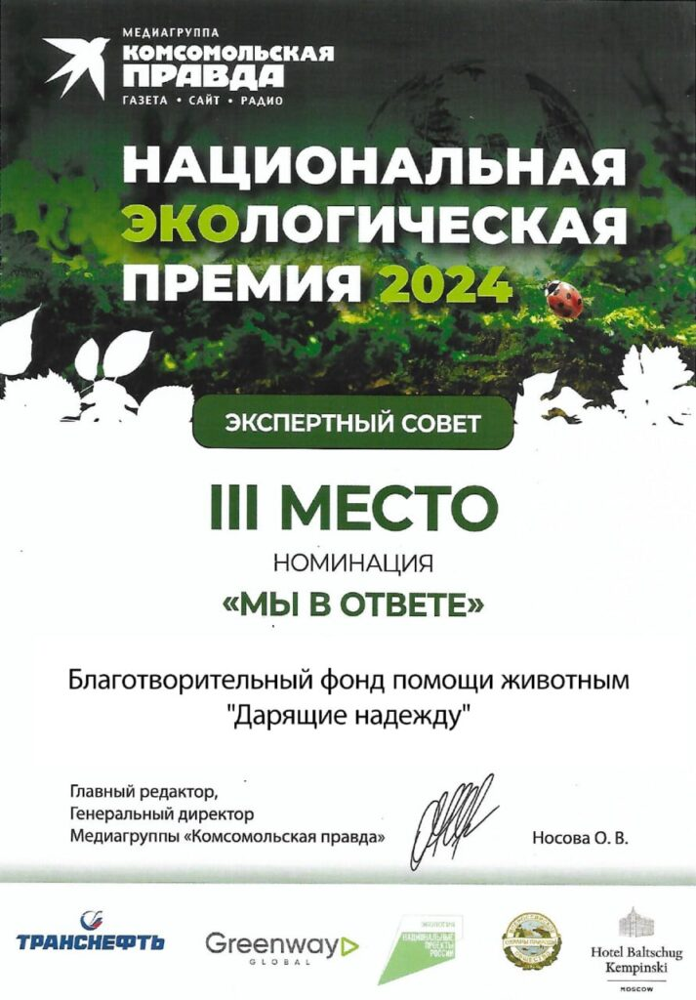 МЕДИАГРУППА
КОМСОМОЛЬСКАЯ
ПРАВДА
ГАЗЕТА • САЙТ • РАДИО
НАЦИОНАЛЬНАЯ
ЭКОЛОГИЧЕСКАЯ
ПРЕМИЯ 2024
ЭКСПЕРТНЫЙ СОВЕТ
III МЕСТО
НОМИНАЦИЯ
«МЫ В ОТВЕТЕ»
Благотворительный фонд помощи животным
"Дарящие надежду"
Главный редактор,
Генеральный директор
Медиагруппы «Комсомольская правда»
Носова О. В.
ТРАНСНЕФТЬ
Greenway
GLOBAL
ЭКОЛОГИЯ
НАЦИОНАЛЬНЫЕ
ПРОЕКТЫ
РОССИИ
Hotel Baltschug
Kempinski
MOSCOW